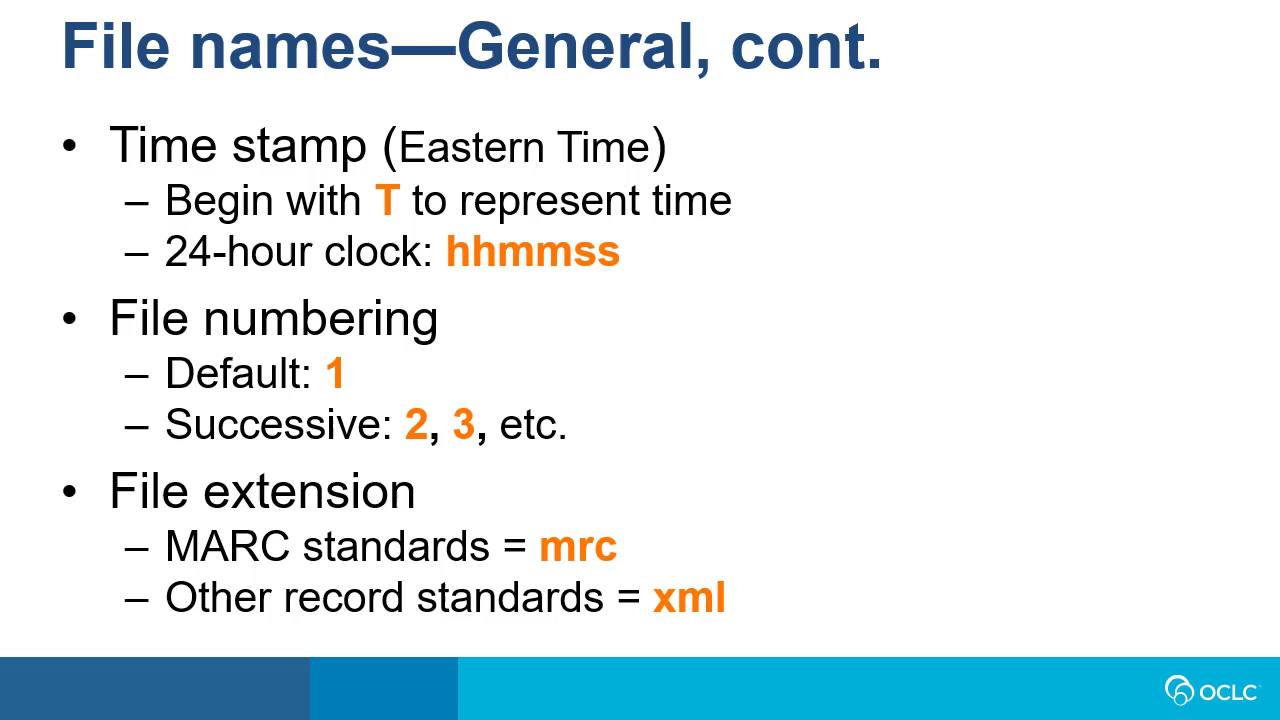 File names—General, cont.
• Time stamp (Eastern Time)
– Begin with T to represent time
– 24-hour clock: hhmmss
• File numbering
– Default: 1
– Successive: 2, 3, etc.
• File extension
– MARC standards = mrc
– Other record standards = xml
OCLC